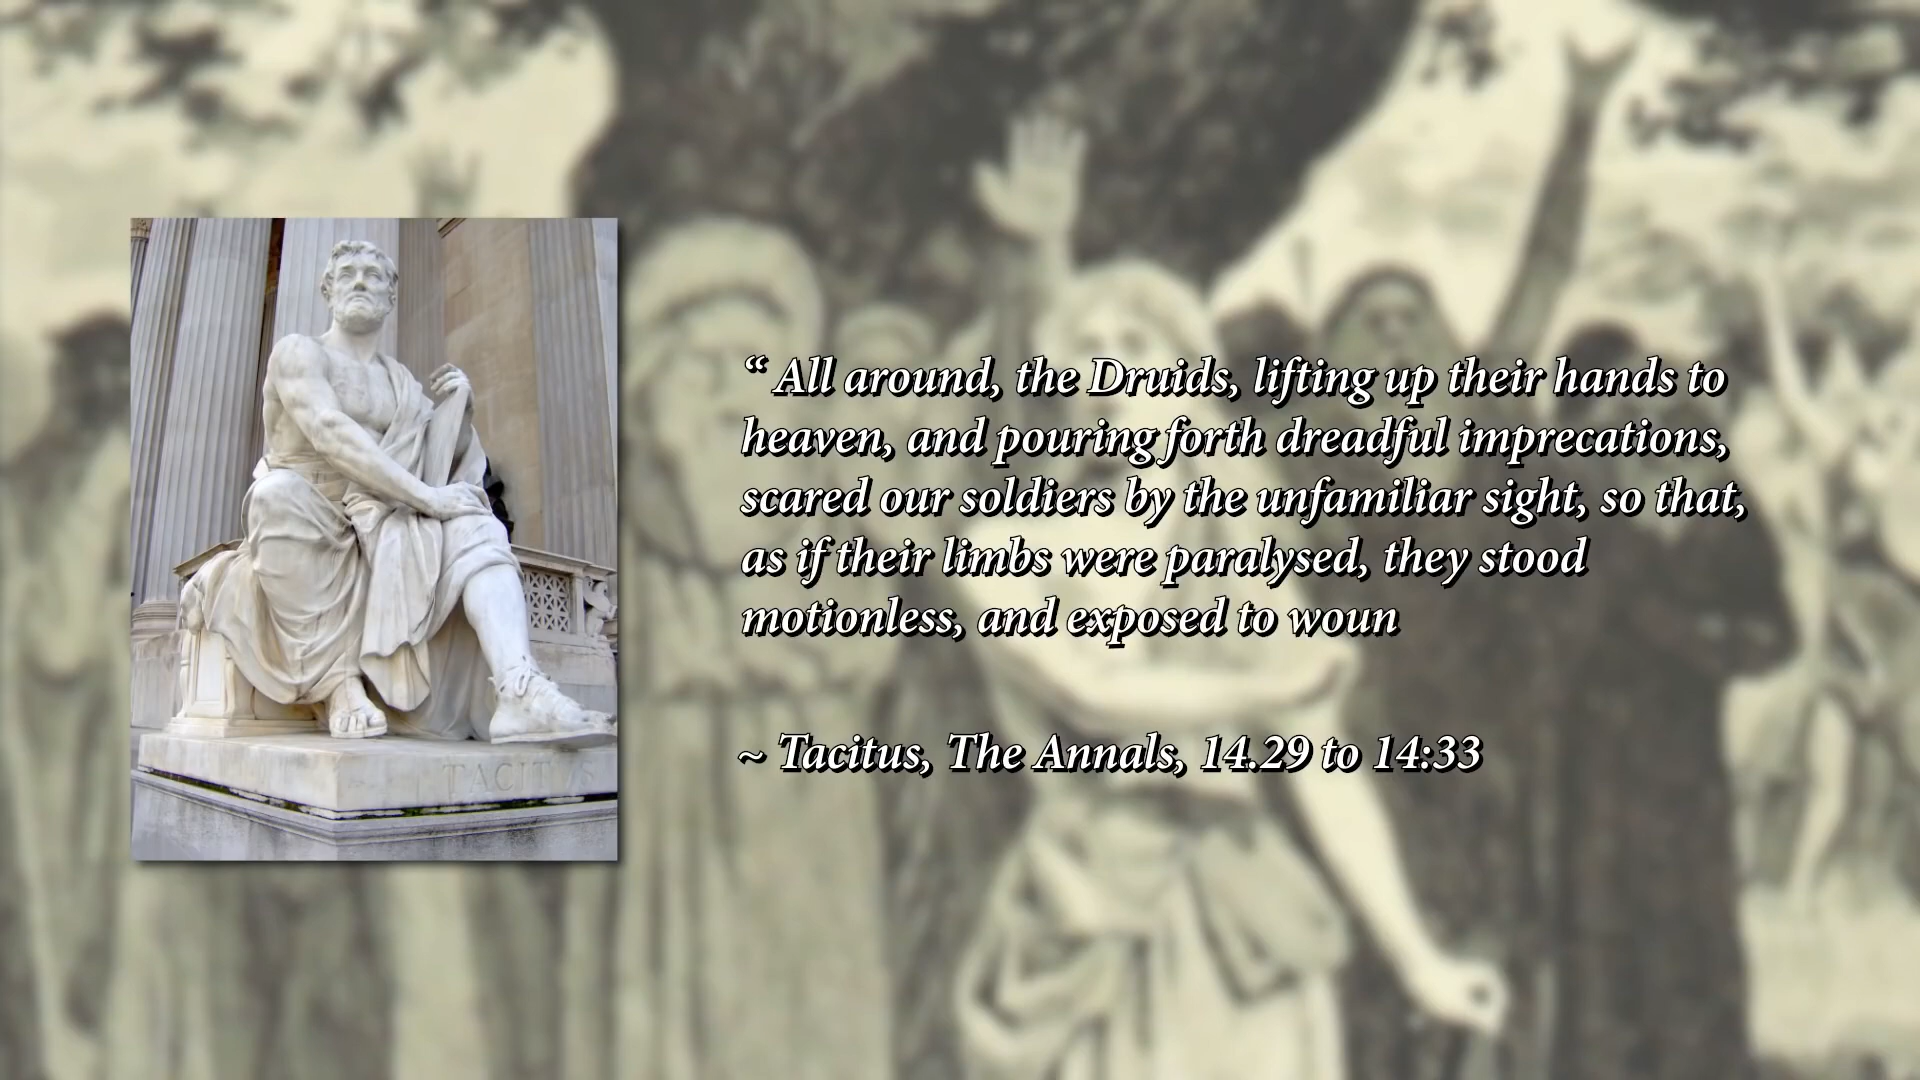 “ All around, the Druids, lifting up their hands to
heaven, and pouring forth dreadful imprecations,
scared our soldiers by the unfamiliar sight, so that,
as if their limbs were paralysed, they stood
motionless, and exposed to woun
~ Tacitus, The Annals, 14.29 to 14:33
TACITUS